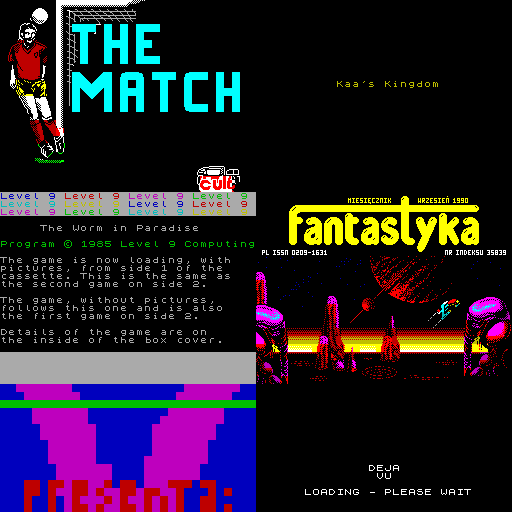 THE
MATCH
cult
Kaa's Kingdom
Level 9 Level 9 Level 9 Level 9
Level 9 Level 9 Level 9 Level 9
Level 9 Level 9 Level 9 Level 9
The Worm in Paradise
Program © 1985 Level 9 Computing
The game is now loading, with
pictures, from side 1 of the
cassette. This is the same as
the second game on side 2.
The game without pictures,
follows this one and is also
the first game on side 2.
Details of the game are on
the inside of the box cover.
MIESIĘCZNIK WRZESIEŃ 1990
fantastyka
PL ISSN 0209-1631 NR INDEKSU 35839
Presenta:
DEJA
VU
LOADING - PLEASE WAIT